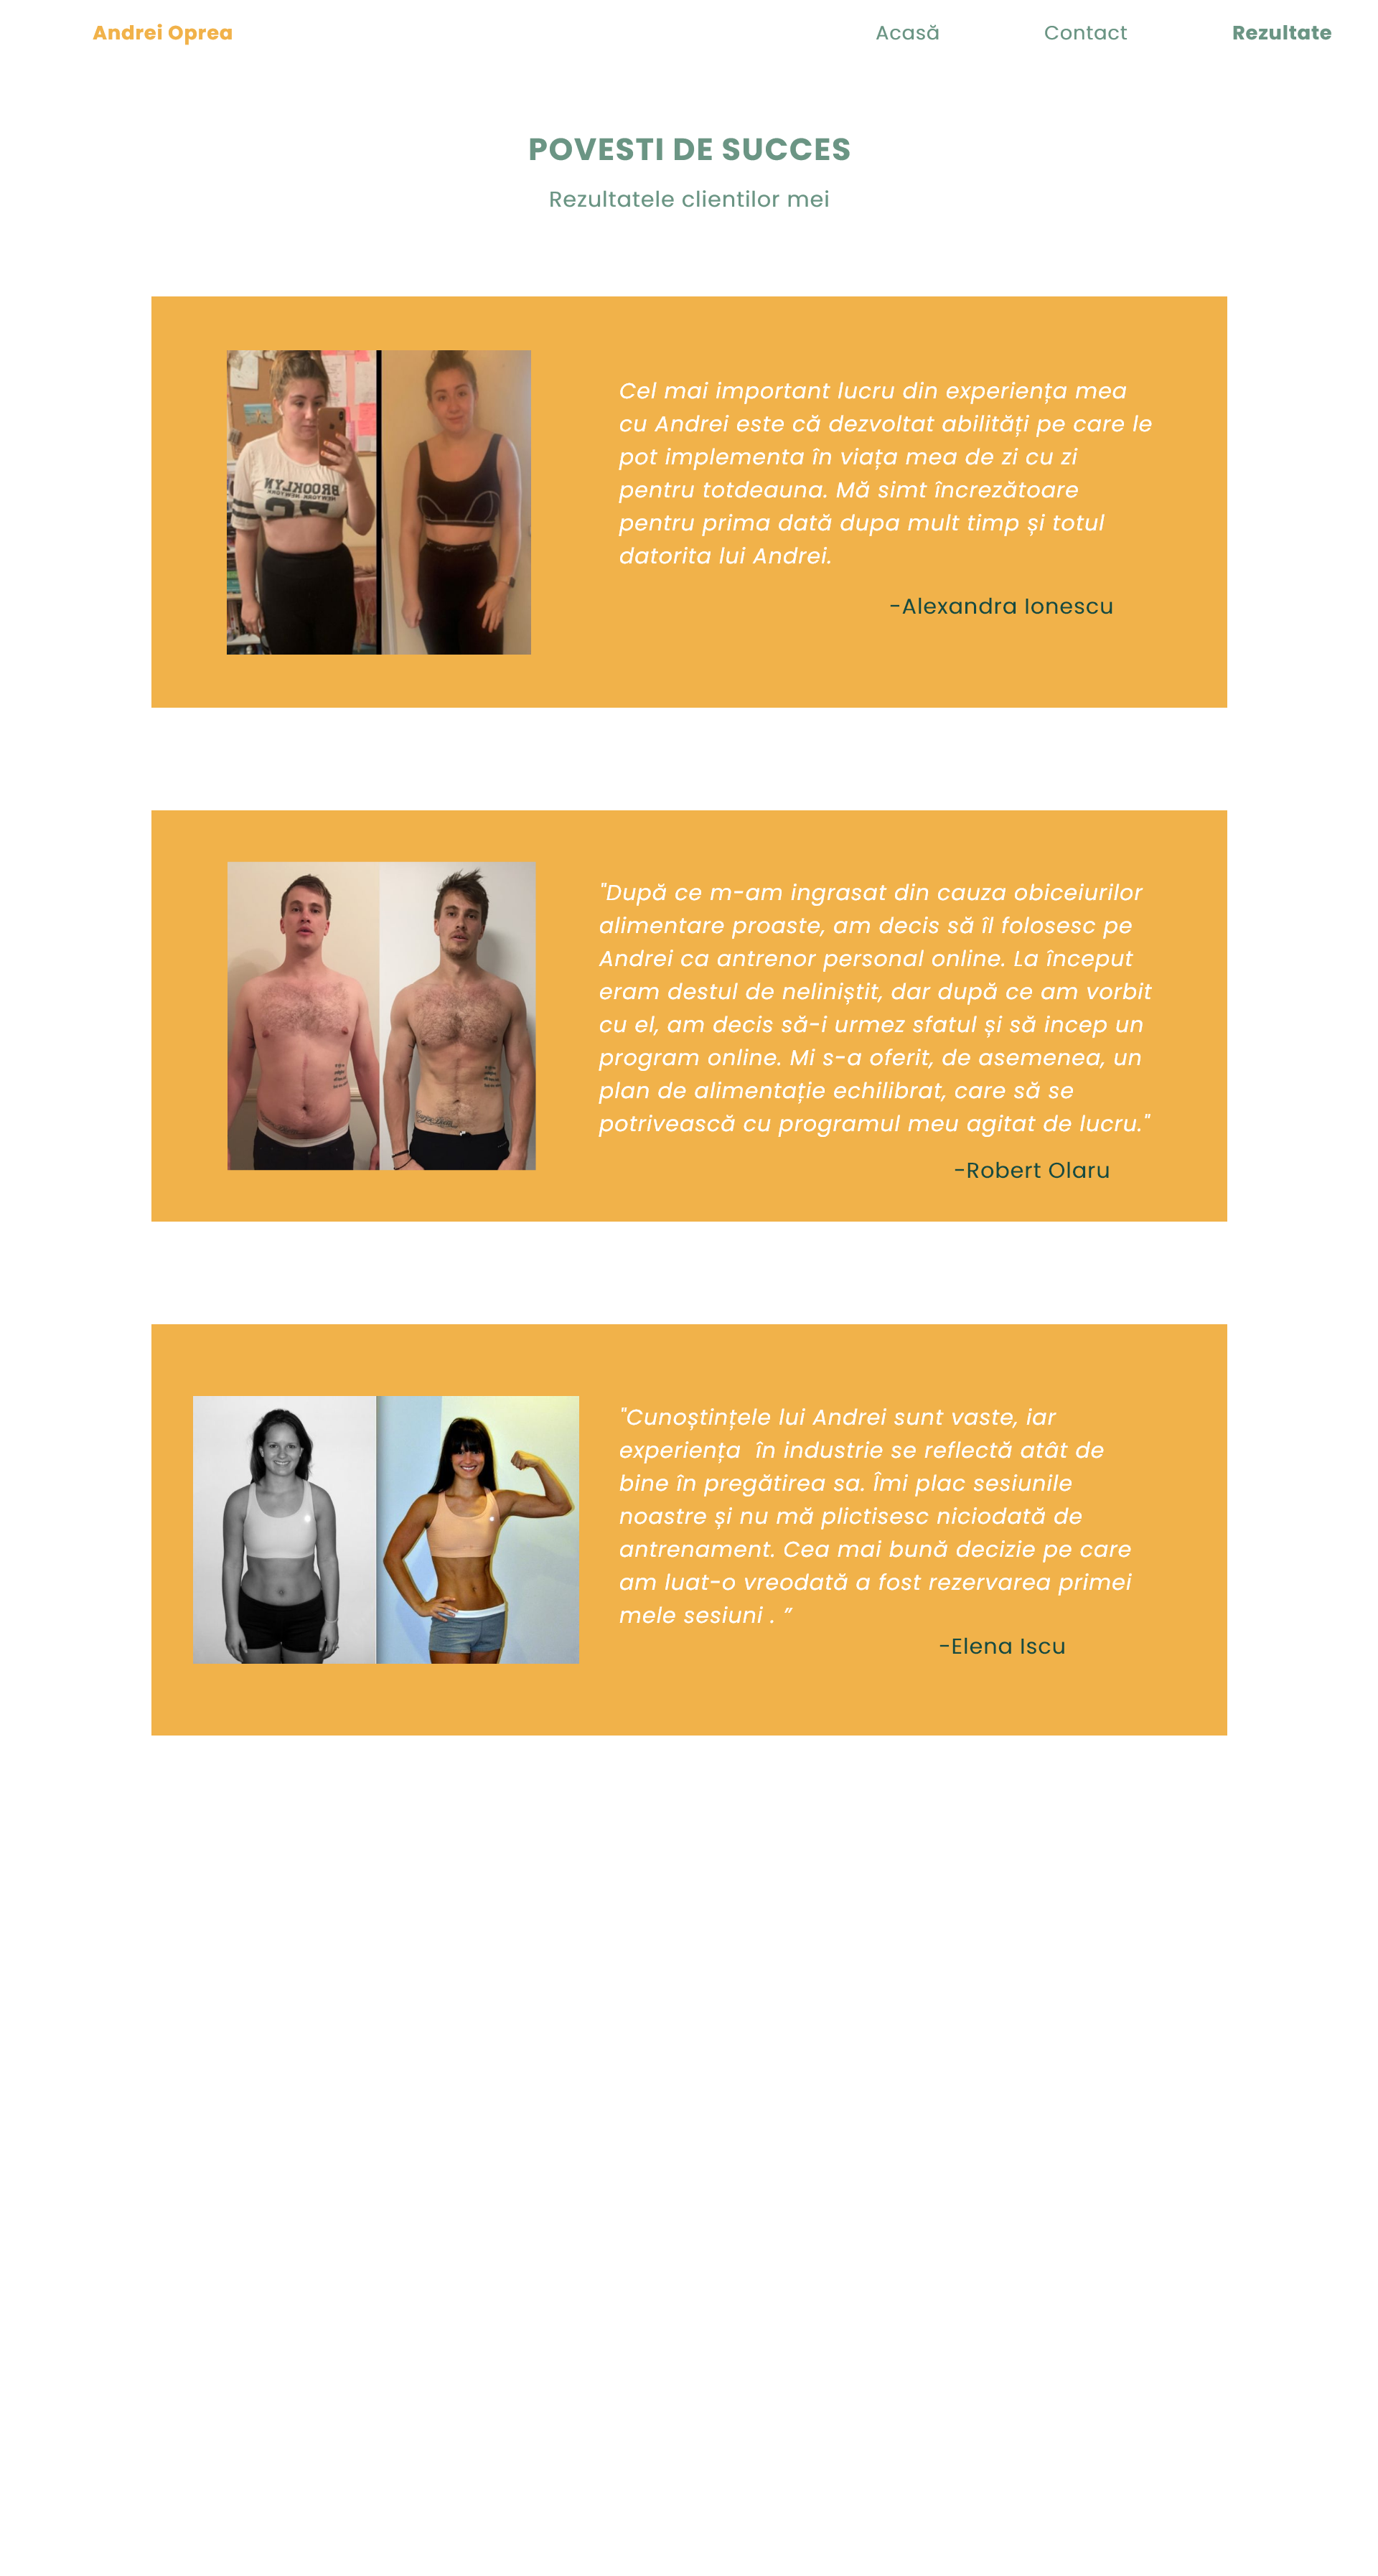 Andrei Oprea
Acasă
Contact
Rezultate
POVESTI DE SUCCES
Rezultatele clientilor mei
BROOKLYN
NEW YORK. NEW YORK.
Cel mai important lucru din experiența mea
cu Andrei este că dezvoltat abilități pe care le
pot implementa în viața mea de zi cu zi
pentru totdeauna. Mă simt încrezătoare
pentru prima dată dupa mult timp și totul
datorita lui Andrei.
-Alexandra Ionescu
"După ce m-am ingrasat din cauza obiceiurilor
alimentare proaste, am decis să îl folosesc pe
Andrei ca antrenor personal online. La început
eram destul de neliniștit, dar după ce am vorbit
cu el, am decis să-i urmez sfatul și să incep un
program online. Mi s-a oferit, de asemenea, un
plan de alimentație echilibrat, care să se
potrivească cu programul meu agitat de lucru."
-Robert Olaru
"Cunoștințele lui Andrei sunt vaste, iar
experiența  în industrie se reflectă atât de
bine în pregătirea sa. Îmi plac sesiunile
noastre și nu mă plictisesc niciodată de
antrenament. Cea mai bună decizie pe care
am luat-o vreodată a fost rezervarea primei
mele sesiuni . ”
-Elena Iscu